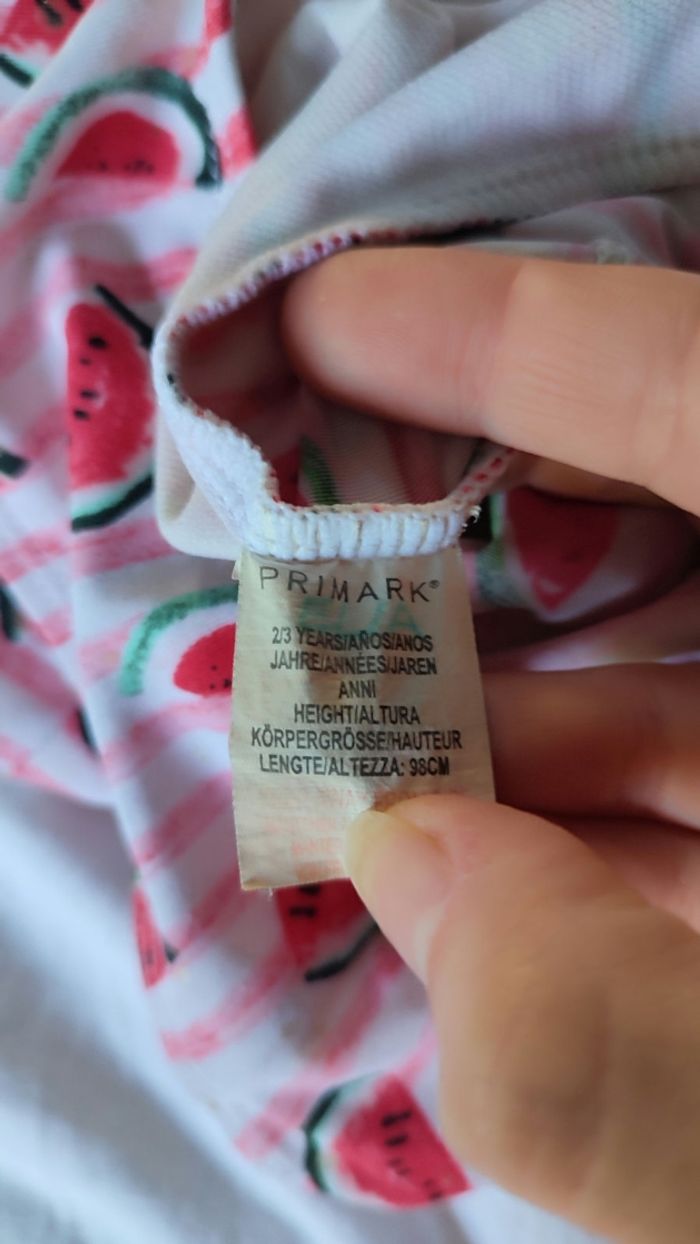 PRIMARK®
2/3 YEARS/AÑOS/ANOS
JAHRE/ANNÉES/JAREN
ANNI
HEIGHT/ALTURA
KÖRPERGRÖSSE/HAUTEUR
LENGTE/ALTEZZA: 98CM